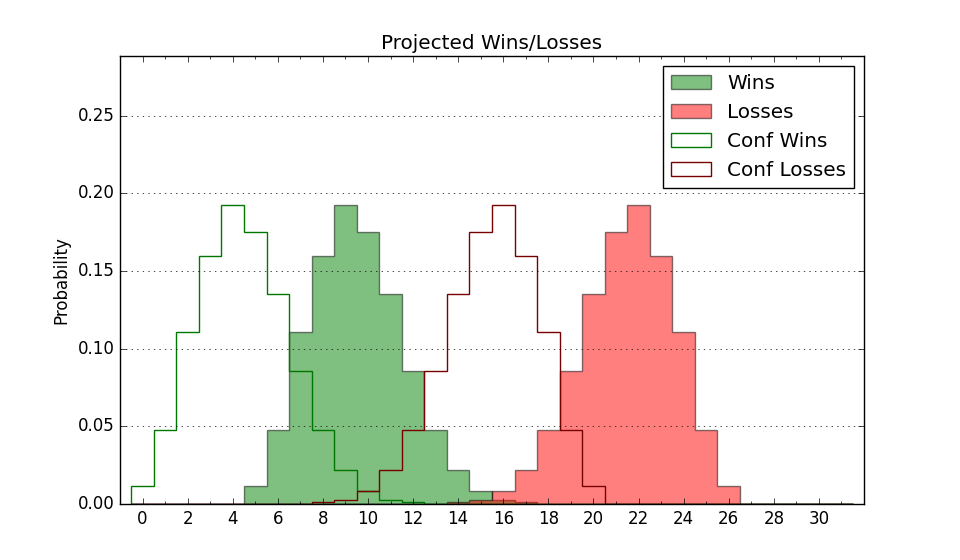 Projected Wins/Losses
Wins
Losses
Conf Wins
Conf Losses
Probability
0.25
0.20
0.15
0.10
0.05
0.00
0 2 4 6 8 10 12 14 16 18 20 22 24 26 28 30